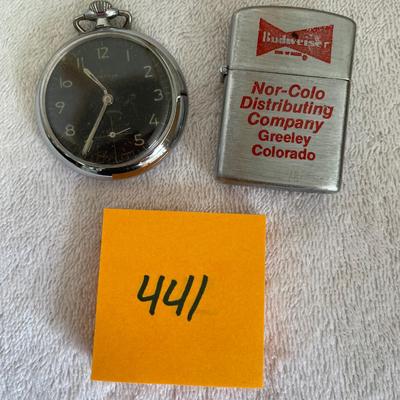 Budweiser
Nor-Colo
Distributing
Company
Greeley
Colorado
441